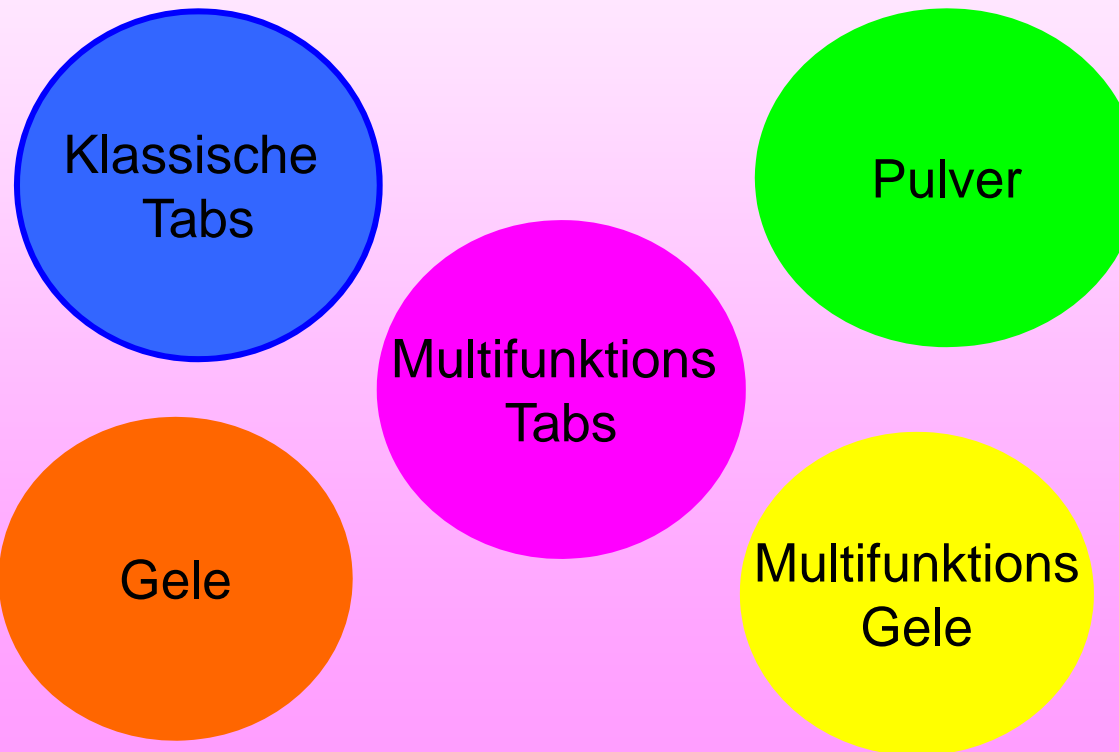 Klassische
Tabs
Pulver
Multifunktions
Tabs
Gele
Multifunktions
Gele